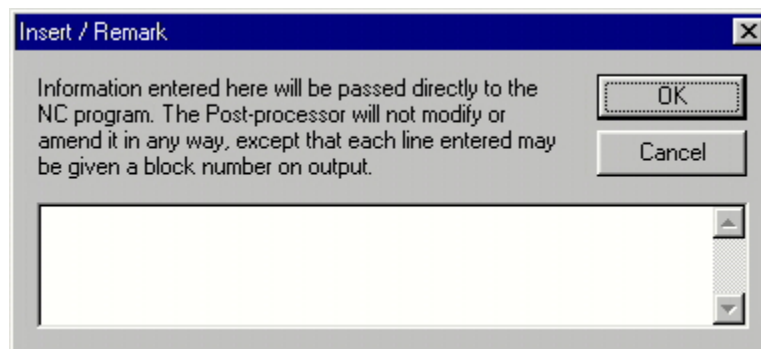 Insert / Remark
Information entered here will be passed directly to the
NC program. The Post-processor will not modify or
amend it in any way, except that each line entered may
be given a block number on output.
OK
Cancel